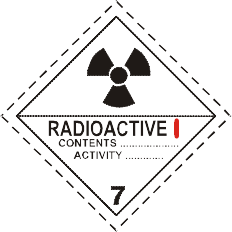 RADIOACTIVE I
CONTENTS ..................
ACTIVITY .............
7